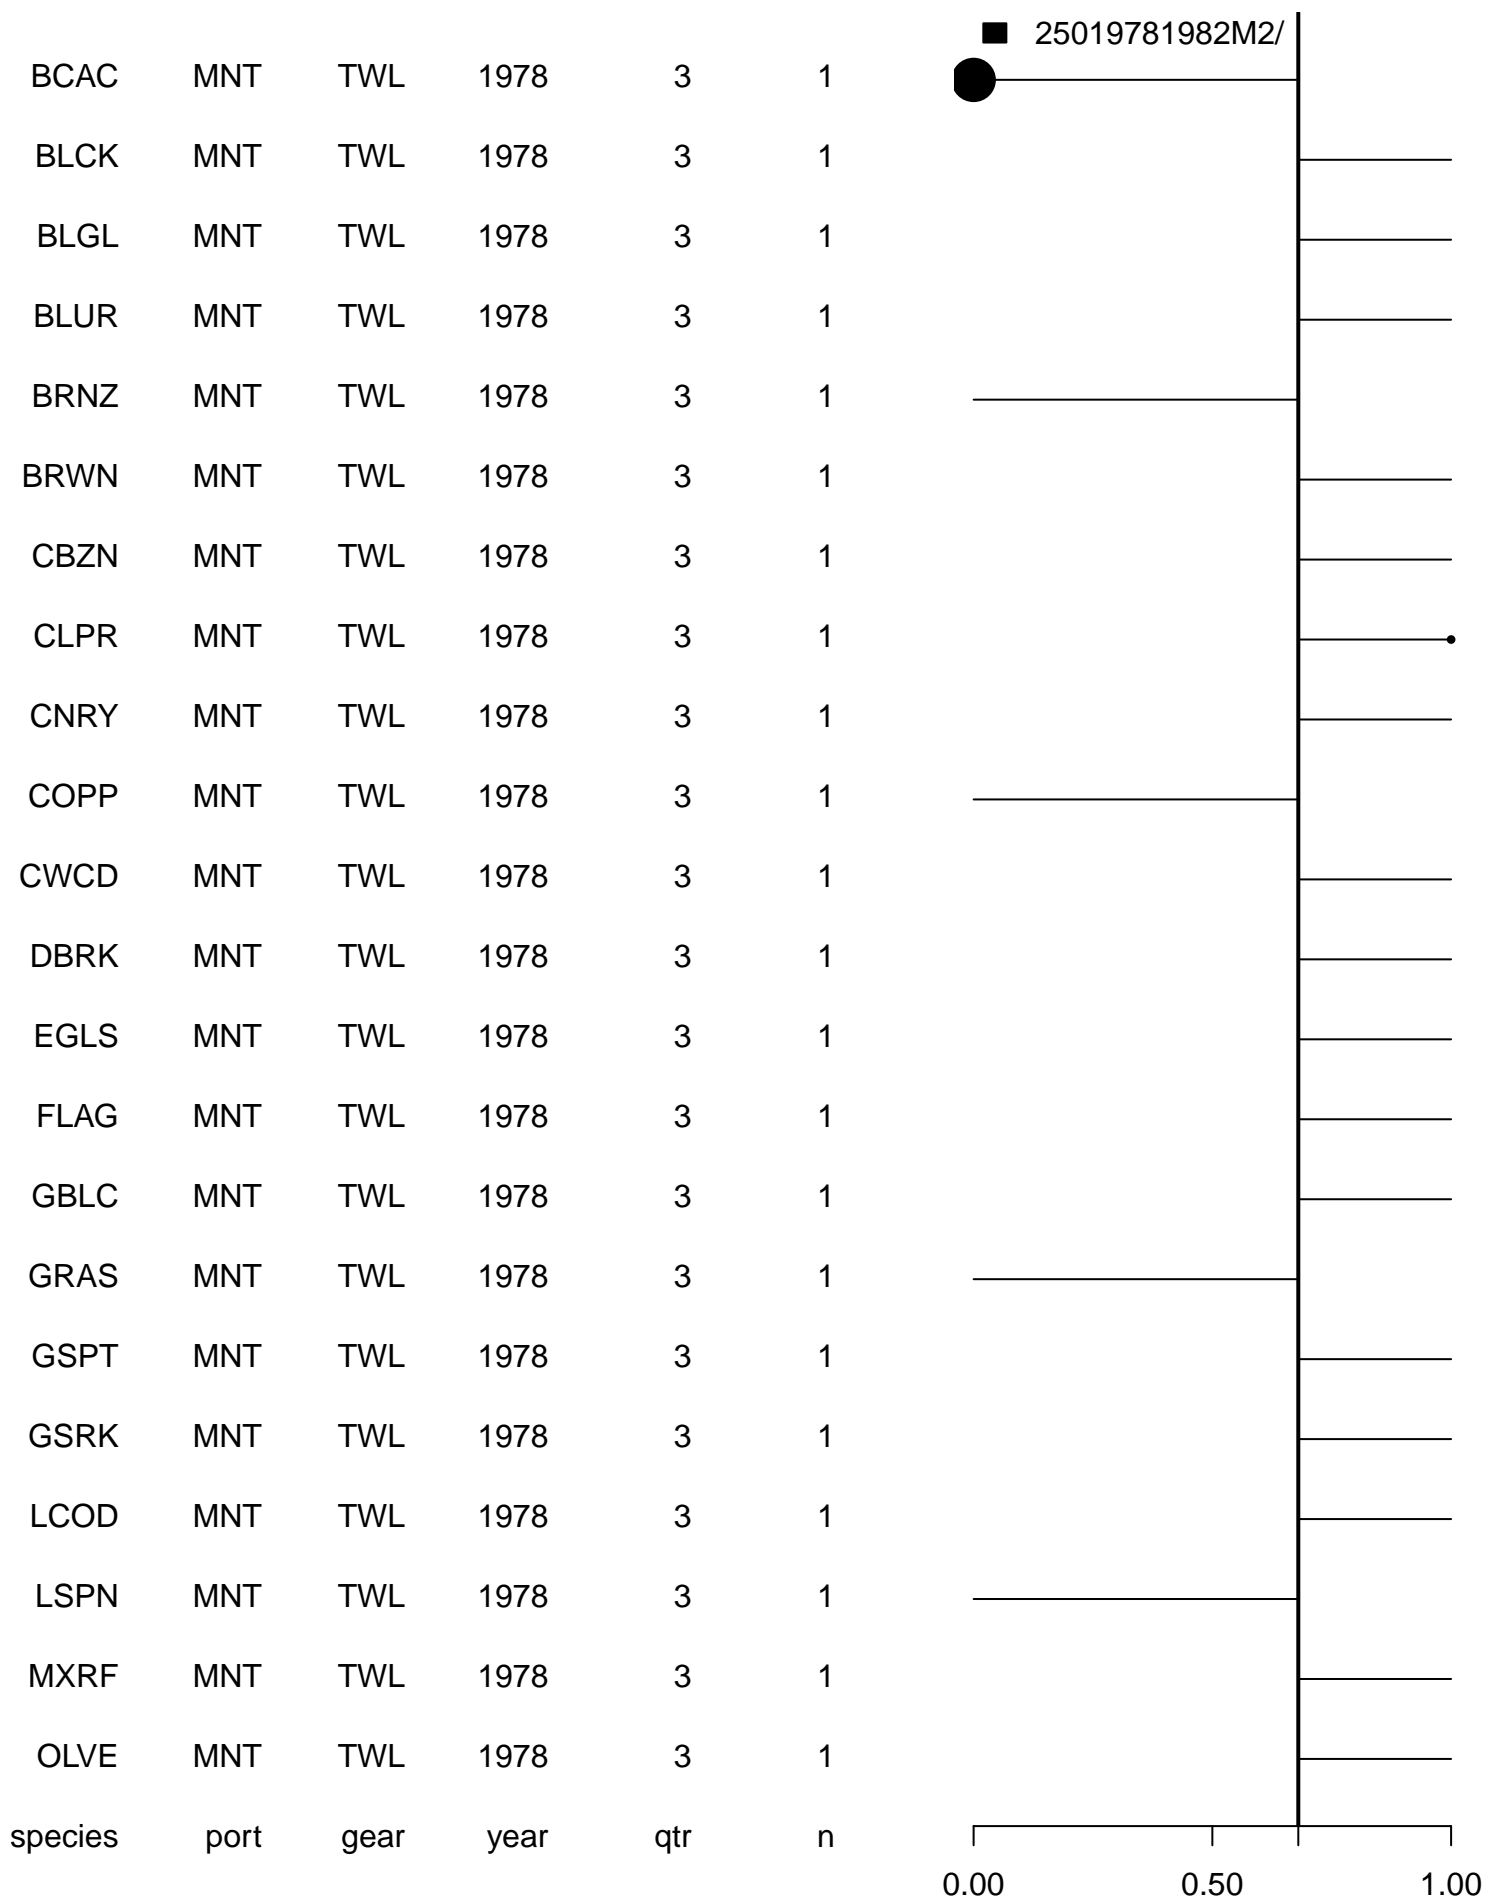 25019781982M2/
BCAC MNT TWL 1978 3 1
BLCK MNT TWL 1978 3 1
BLGL MNT TWL 1978 3 1
BLUR MNT TWL 1978 3 1
BRNZ MNT TWL 1978 3 1
BRWN MNT TWL 1978 3 1
CBZN MNT TWL 1978 3 1
CLPR MNT TWL 1978 3 1
CNRY MNT TWL 1978 3 1
COPP MNT TWL 1978 3 1
CWCD MNT TWL 1978 3 1
DBRK MNT TWL 1978 3 1
EGLS MNT TWL 1978 3 1
FLAG MNT TWL 1978 3 1
GBLC MNT TWL 1978 3 1
GRAS MNT TWL 1978 3 1
GSPT MNT TWL 1978 3 1
GSRK MNT TWL 1978 3 1
LCOD MNT TWL 1978 3 1
LSPN MNT TWL 1978 3 1
MXRF MNT TWL 1978 3 1
OLVE MNT TWL 1978 3 1
species port gear year qtr n
0.00 0.50 1.00